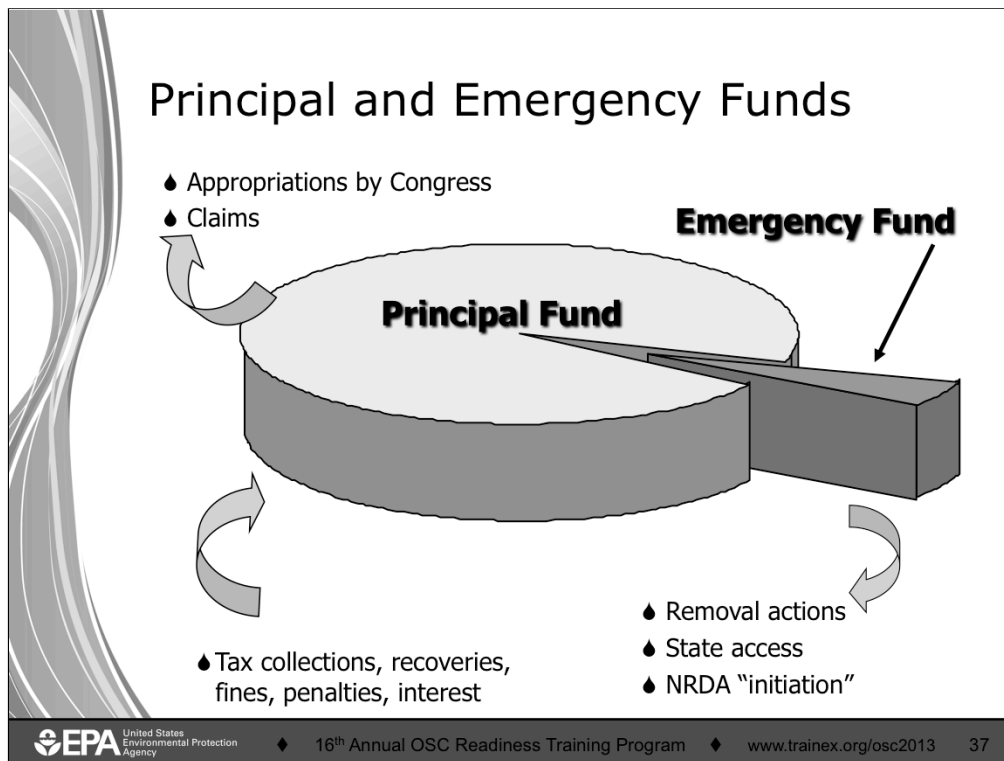 Principal and Emergency Funds
Appropriations by Congress
Claims
Emergency Fund
Principal Fund
Removal actions
State access
NRDA “initiation”
Tax collections, recoveries,
fines, penalties, interest
EPA
United States
Environmental Protection
Agency
16th Annual OSC Readiness Training Program
www.trainex.org/osc2013
37